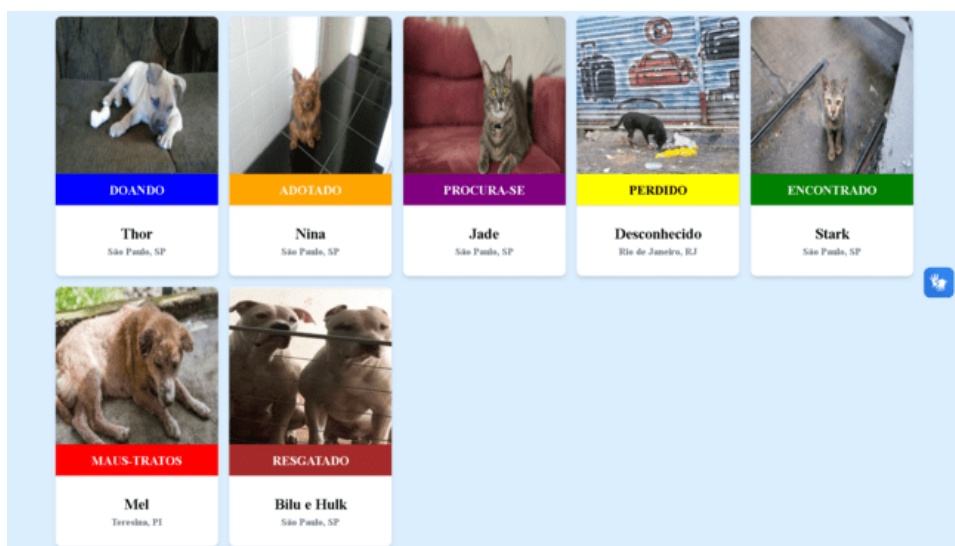 DOANDO
Thor
São Paulo, SP
ADOTADO
Nina
São Paulo, SP
PROCURA-SE
Jade
São Paulo, SP
PERDIDO
Desconhecido
Rio de Janeiro, RJ
ENCONTRADO
Stark
São Paulo, SP
MAUS-TRATOS
Mel
Teresina, PI
RESGATADO
Bilu e Hulk
São Paulo, SP